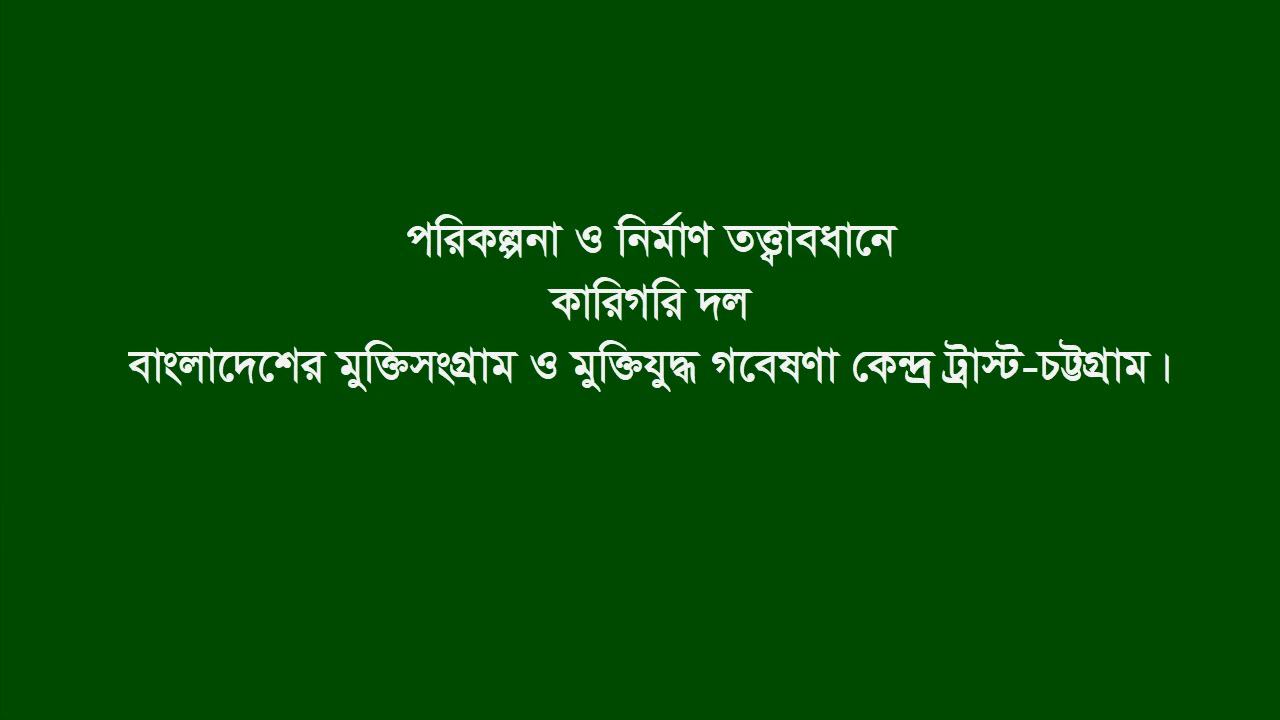 পরিকল্পনা ও নির্মাণ তত্ত্বাবধানে
কারিগরি দল
বাংলাদেশের মুক্তিসংগ্রাম ও মুক্তিযুদ্ধ গবেষণা কেন্দ্র ট্রাস্ট-চট্টগ্রাম।